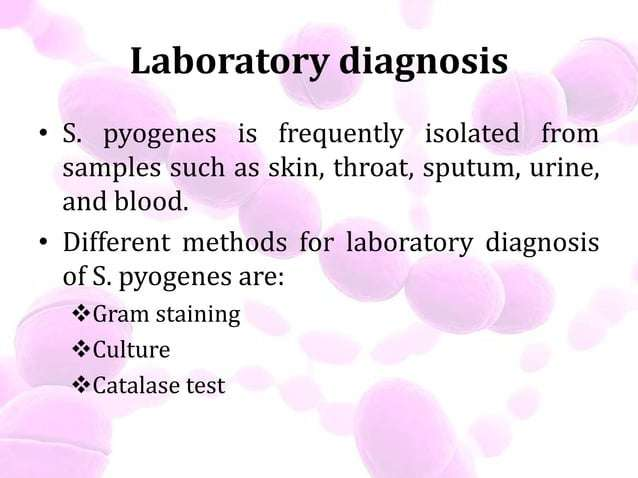 Laboratory diagnosis
• S. pyogenes is frequently isolated from
samples such as skin, throat, sputum, urine,
and blood.
• Different methods for laboratory diagnosis
of S. pyogenes are:
❖Gram staining
❖Culture
❖Catalase test